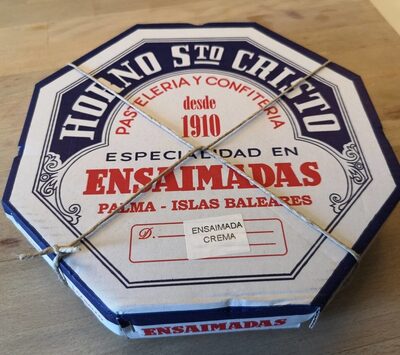 HORNO STO CRISTO
PASTELERIA Y CONFITERIA
desde
1910
ESPECIALIDAD EN
ENSAIMADAS
PALMA - ISLAS BALEARES
D.
ENSAIMADA
CREMA
ENSAIMADAS